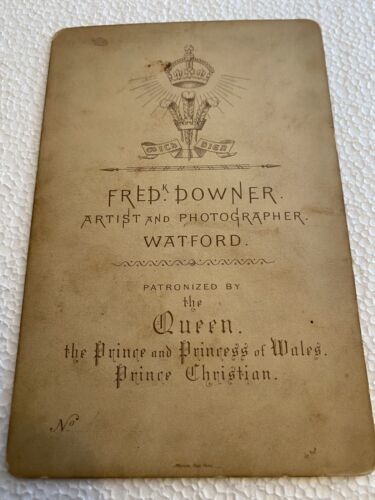 ICH DIEN
FREDK. DOWNER.
ARTIST AND PHOTOGRAPHER.
WATFORD.
PATRONIZED BY
the
Queen.
the Prince and Princess of Wales.
Prince Christian.
No